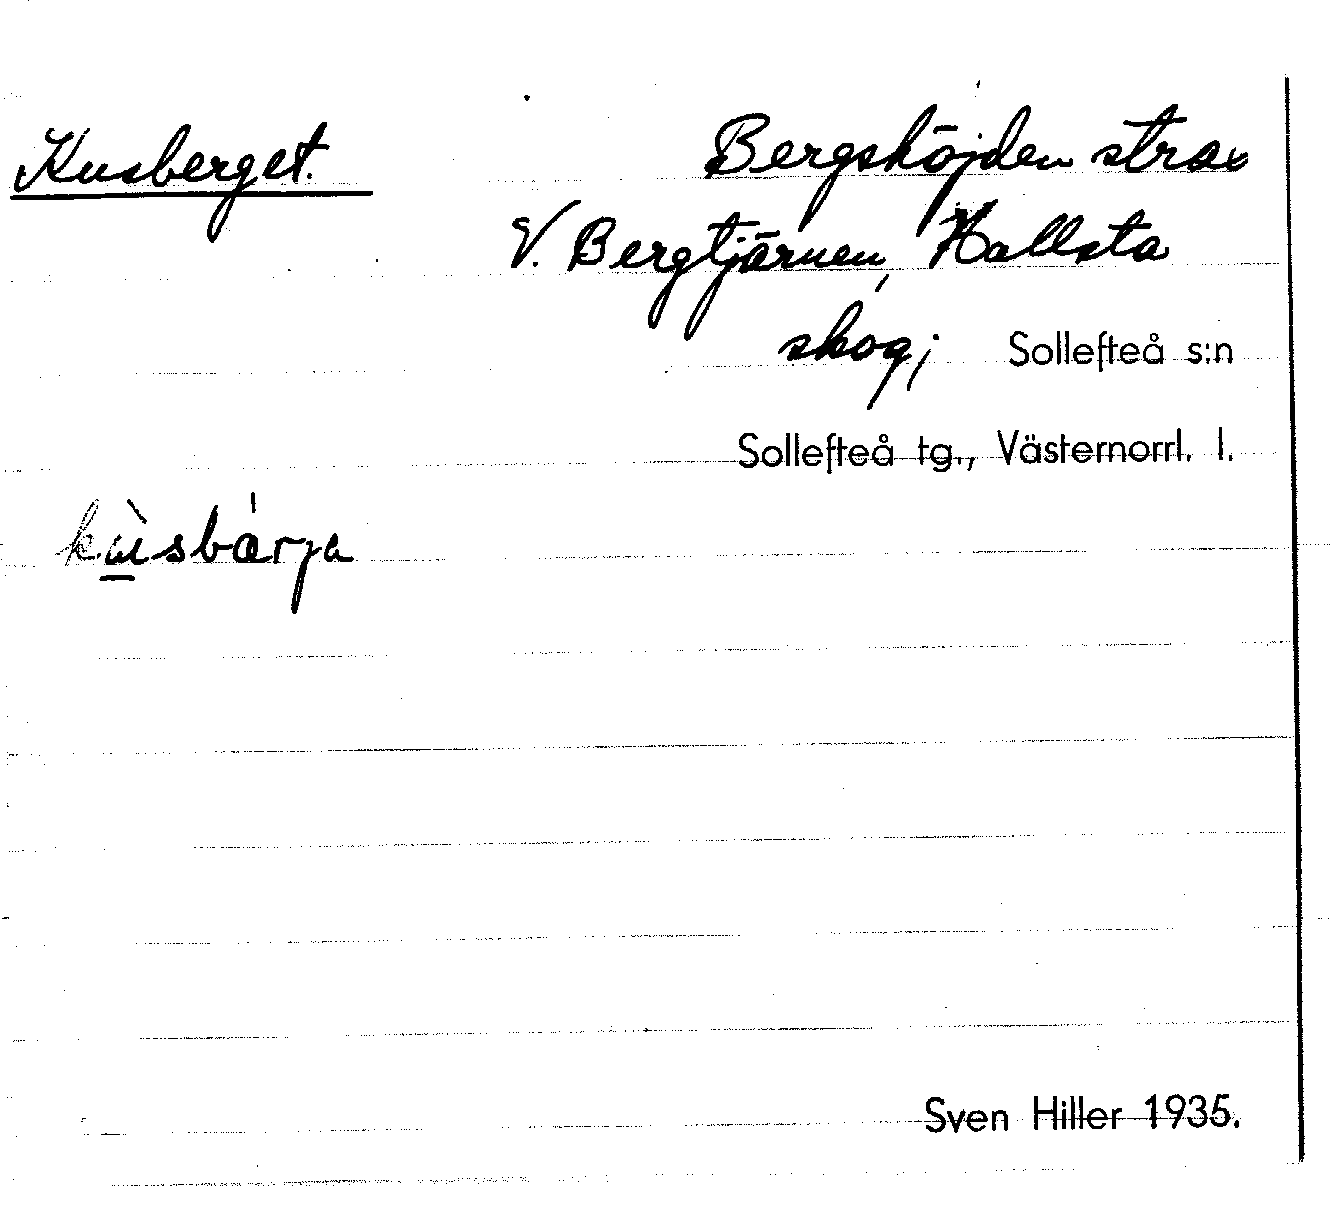 Kusberget. Bergshöjden strax
V. Bergtjärnen, Hallsta
skog; Sollefteå s:n
Sollefteå tg., Västernorrl. l.
kùsbárja
Sven Hiller 1935.